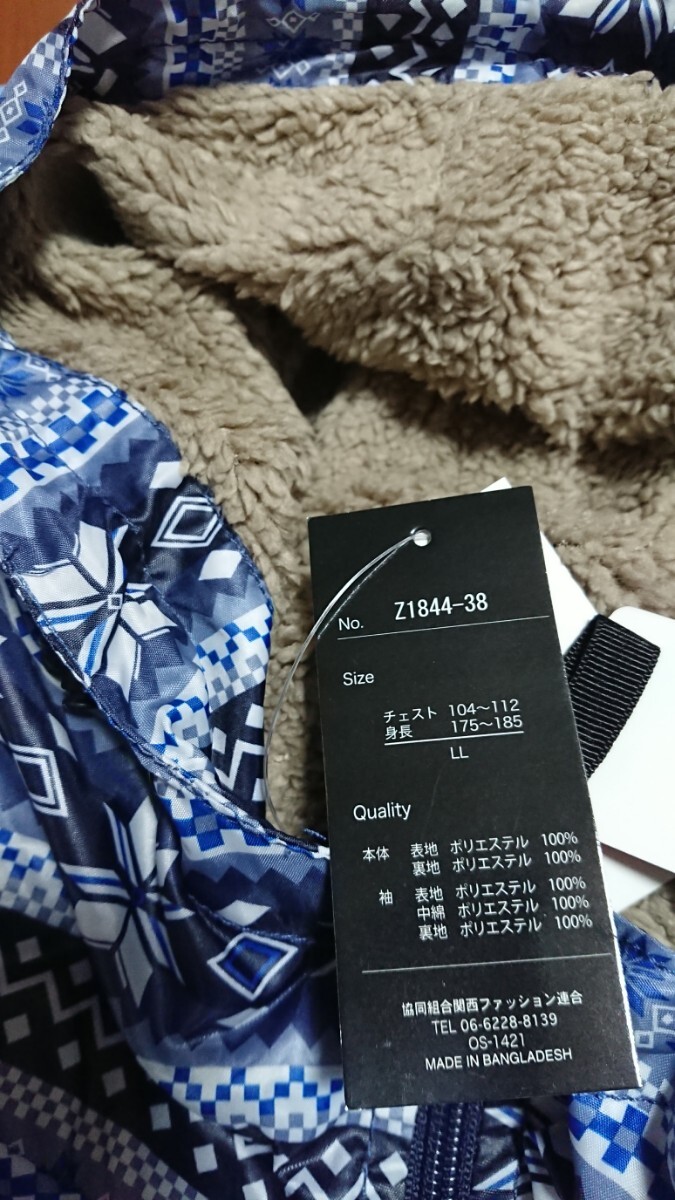 No. Z1844-38
Size
チェスト 104～112
身長 175～185
LL
Quality
本体 表地 ポリエステル 100%
裏地 ポリエステル 100%
袖 表地 ポリエステル 100%
中綿 ポリエステル 100%
裏地 ポリエステル 100%
協同組合関西ファッション連合
TEL 06-6228-8139
OS-1421
MADE IN BANGLADESH